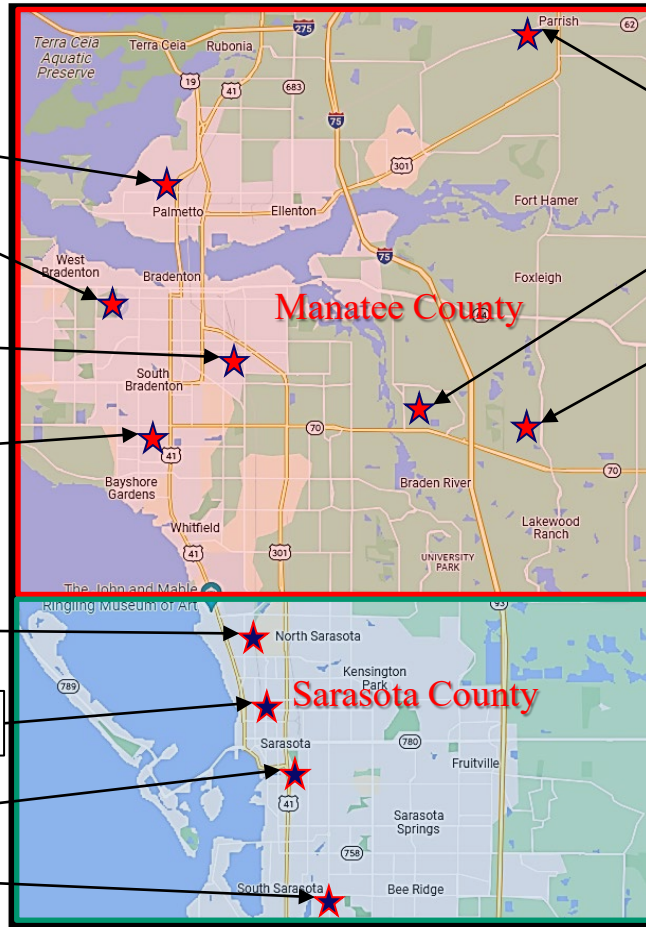 Parrish
62
275
Terra Ceia
Aquatic
Preserve
Terra Ceia
Rubonia
19
41
683
75
301
Palmetto
Ellenton
Fort Hamer
West
Bradenton
Bradenton
75
Foxleigh
Manatee County
64
South
Bradenton
70
41
Bayshore
Gardens
Braden River
70
Whitfield
Lakewood
Ranch
41
301
UNIVERSITY
PARK
The John and Mable
Ringling Museum of Art
93
North Sarasota
Kensington
Park
789
Sarasota County
Sarasota
780
Fruitville
41
Sarasota
Springs
758
South Sarasota
Bee Ridge